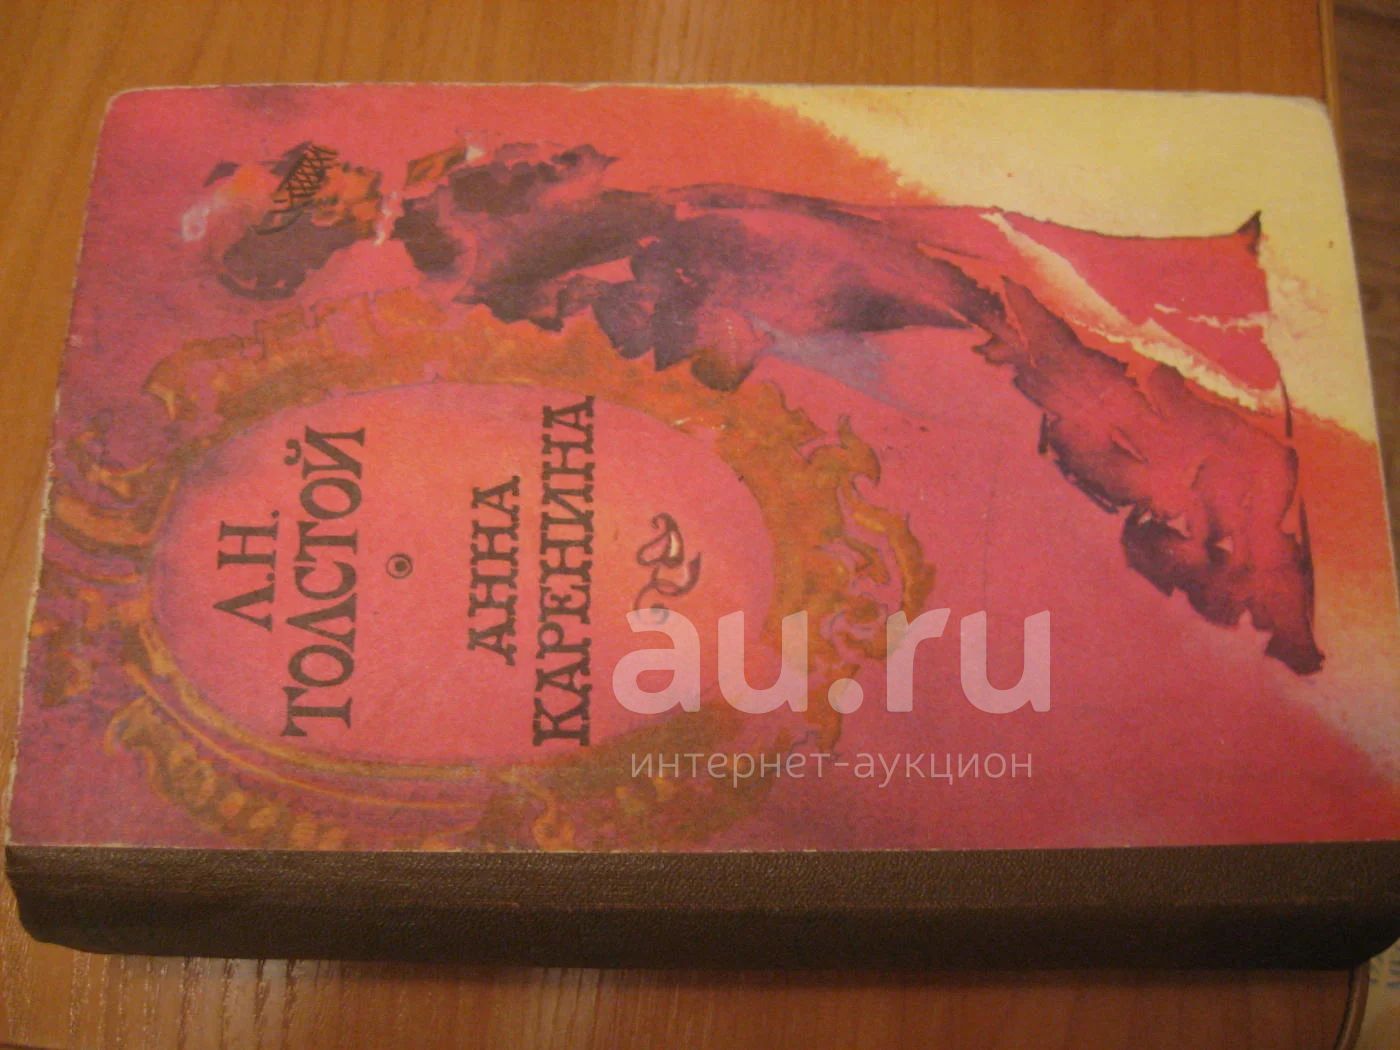 Л.Н.
ТОЛСТОЙ
АННА
КАРЕНИНА
au.ru
интернет-аукцион